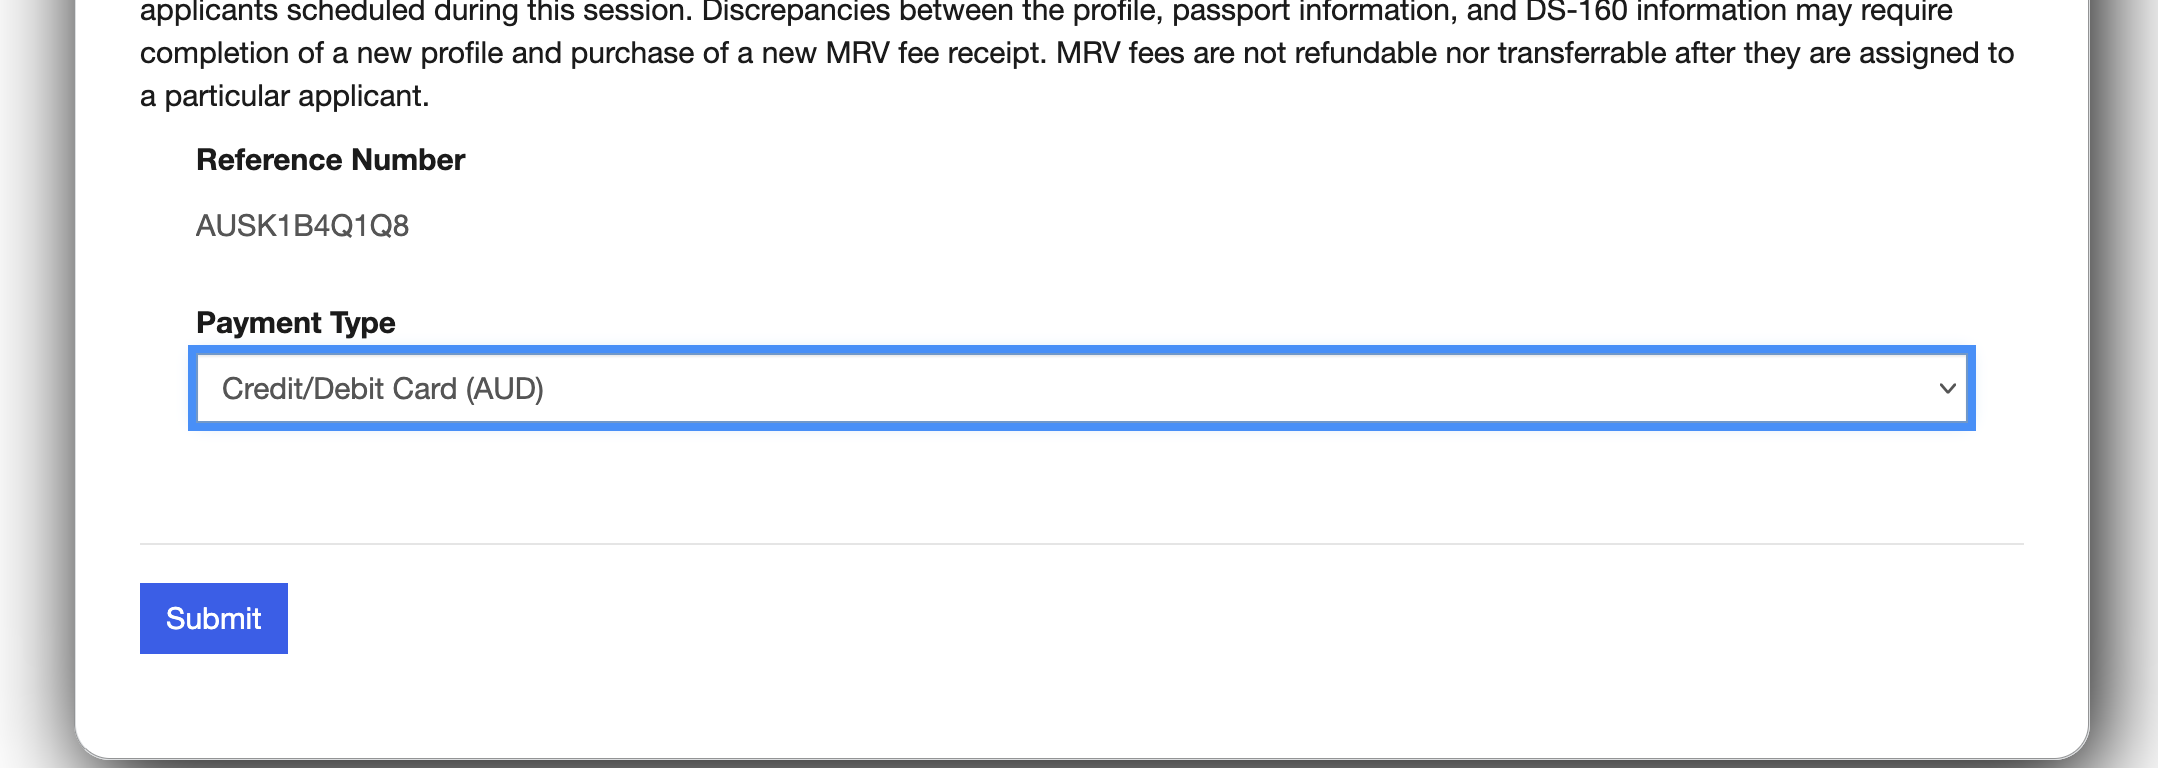 applicants scheduled during this session. Discrepancies between the profile, passport information, and DS-160 information may require
completion of a new profile and purchase of a new MRV fee receipt. MRV fees are not refundable nor transferrable after they are assigned to
a particular applicant.
Reference Number
AUSK1B4Q1Q8
Payment Type
Credit/Debit Card (AUD)
Submit